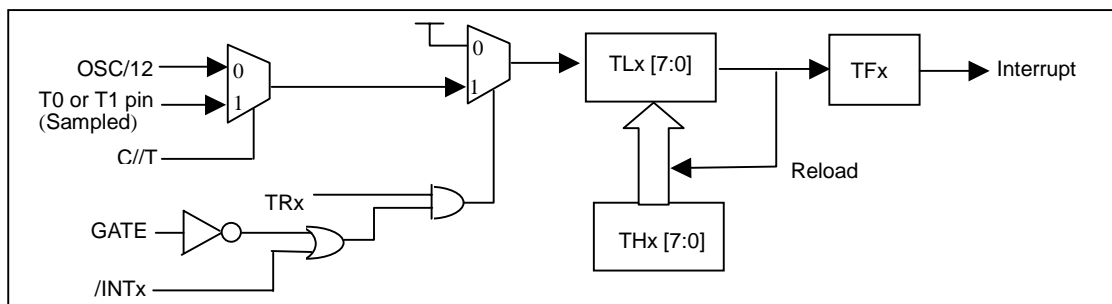 OSC/12
T0 or T1 pin
(Sampled)
C//T
0
1
0
1
TLx [7:0]
TFx
Interrupt
Reload
TRx
GATE
THx [7:0]
/INTx